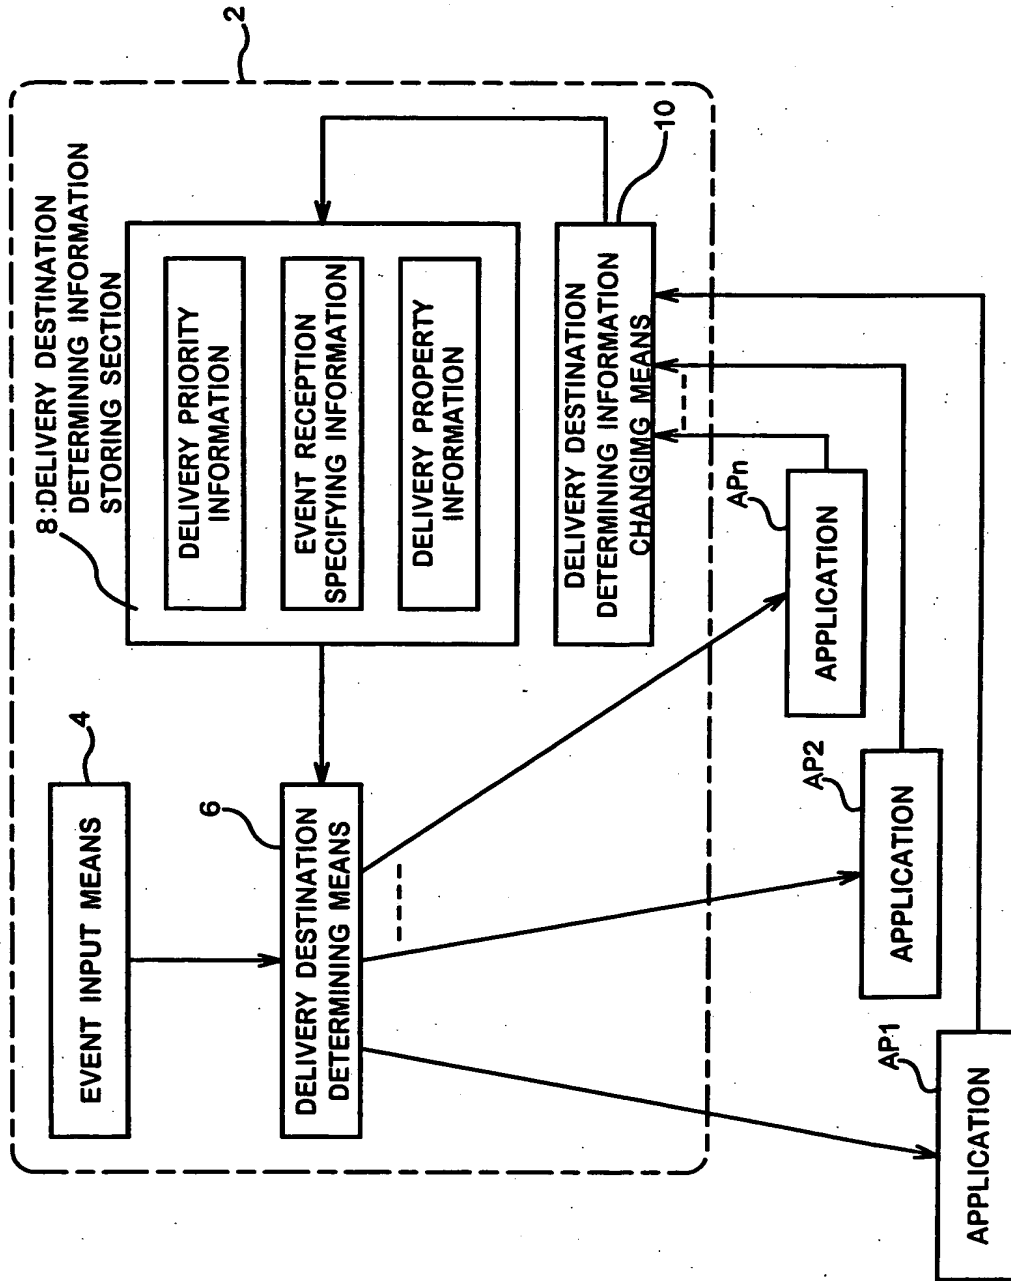 2
4
EVENT INPUT MEANS
6
DELIVERY DESTINATION
DETERMINING MEANS
8:DELIVERY DESTINATION
DETERMINING INFORMATION
STORING SECTION
DELIVERY PRIORITY
INFORMATION
EVENT RECEPTION
SPECIFYING INFORMATION
DELIVERY PROPERTY
INFORMATION
10
DELIVERY DESTINATION
DETERMINING INFORMATION
CHANGIMG MEANS
AP1
APPLICATION
AP2
APPLICATION
APn
APPLICATION